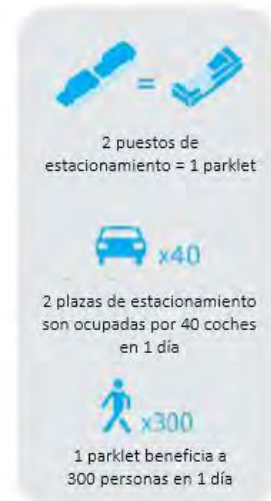 =
2 puestos de
estacionamiento = 1 parklet
x40
2 plazas de estacionamiento
son ocupadas por 40 coches
en 1 día
x300
1 parklet beneficia a
300 personas en 1 día